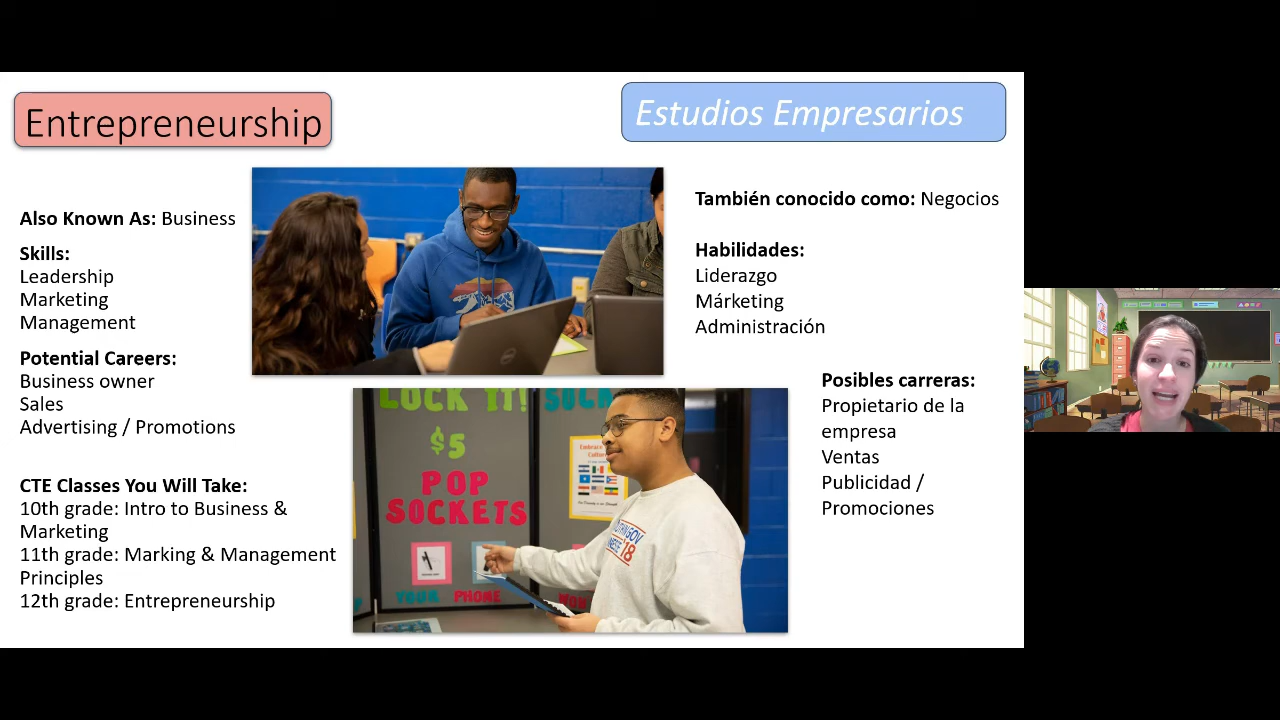 Entrepreneurship
Also Known As: Business
Skills:
Leadership
Marketing
Management
Potential Careers:
Business owner
Sales
Advertising / Promotions
CTE Classes You Will Take:
10th grade: Intro to Business &
Marketing
11th grade: Marking & Management
Principles
12th grade: Entrepreneurship
LOCK IT!
$5
POP
SOCKETS
YOUR PHONE
Embrace
Estudios Empresarios
También conocido como: Negocios
Habilidades:
Liderazgo
Márketing
Administración
Posibles carreras:
Propietario de la
empresa
Ventas
Publicidad /
Promociones